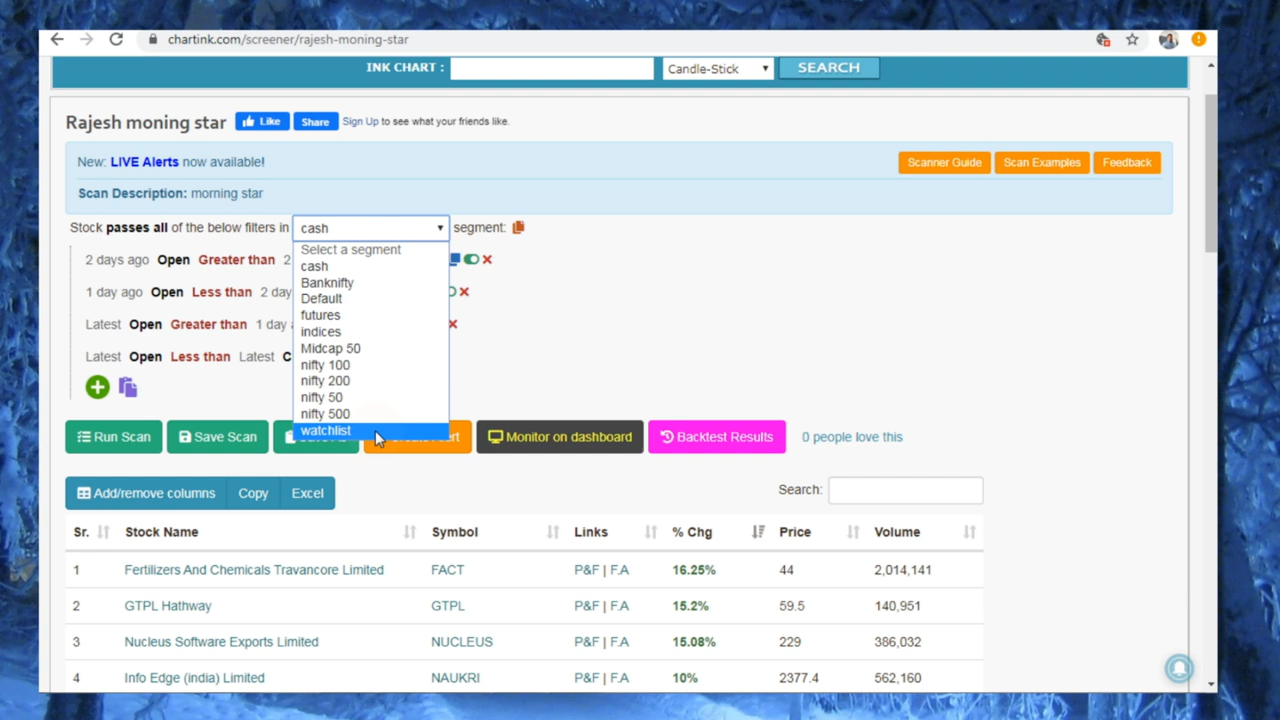 chartink.com/screener/rajesh-moning-star
INK CHART :
Candle-Stick
SEARCH
Rajesh moning star
Like
Share
Sign Up to see what your friends like.
New: LIVE Alerts now available!
Scanner Guide
Scan Examples
Feedback
Scan Description: morning star
Stock passes all of the below filters in
cash
segment:
Select a segment
cash
Banknifty
Default
futures
indices
Midcap 50
nifty 100
nifty 200
nifty 50
nifty 500
watchlist
2 days ago Open Greater than 2
1 day ago Open Less than 2 day
Latest Open Greater than 1 day
Latest Open Less than Latest C
Run Scan
Save Scan
Monitor on dashboard
Backtest Results
0 people love this
Add/remove columns
Copy
Excel
Search:
Sr. Stock Name Symbol Links % Chg Price Volume
1 Fertilizers And Chemicals Travancore Limited FACT P&F | F.A 16.25% 44 2,014,141
2 GTPL Hathway GTPL P&F | F.A 15.2% 59.5 140,951
3 Nucleus Software Exports Limited NUCLEUS P&F | F.A 15.08% 229 386,032
4 Info Edge (india) Limited NAUKRI P&F | F.A 10% 2377.4 562,160